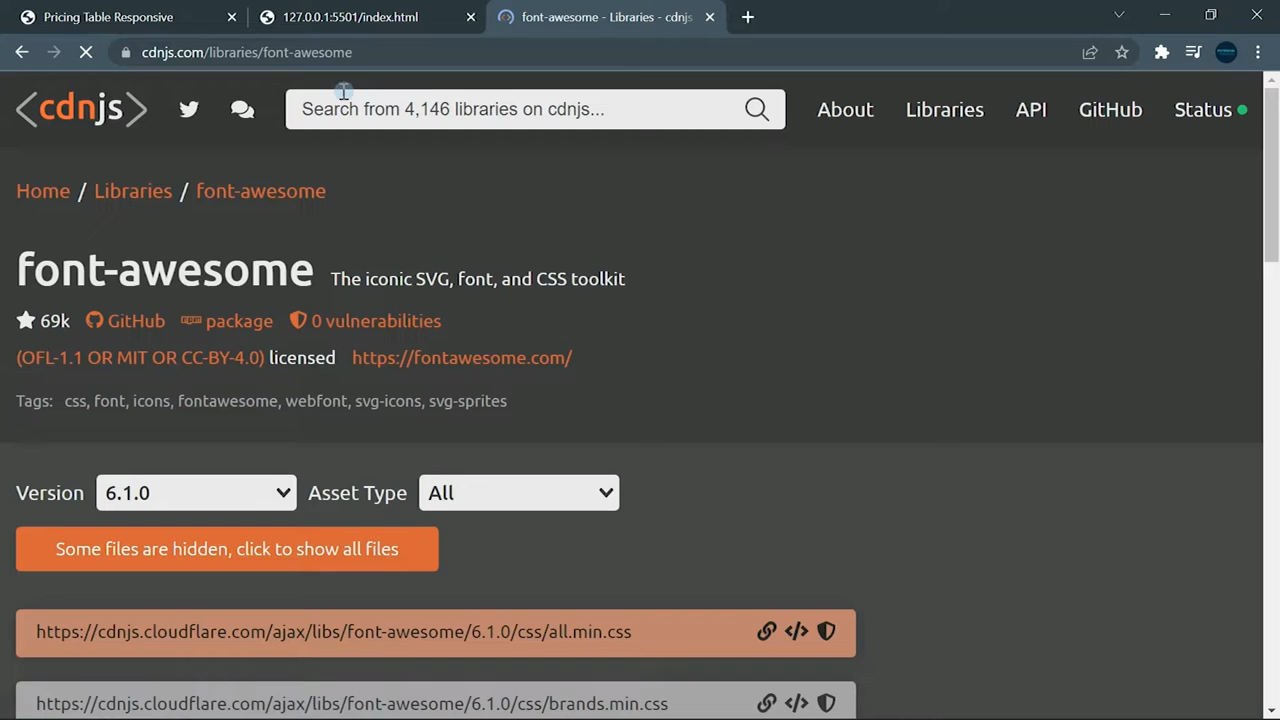 Pricing Table Responsive
127.0.0.1:5501/index.html
font-awesome - Libraries - cdnjs
cdnjs.com/libraries/font-awesome
<cdnjs>
Search from 4,146 libraries on cdnjs...
About
Libraries
API
GitHub
Status
Home / Libraries / font-awesome
font-awesome The iconic SVG, font, and CSS toolkit
69k GitHub npm package 0 vulnerabilities
(OFL-1.1 OR MIT OR CC-BY-4.0) licensed https://fontawesome.com/
Tags: css, font, icons, fontawesome, webfont, svg-icons, svg-sprites
Version 6.1.0 Asset Type All
Some files are hidden, click to show all files
https://cdnjs.cloudflare.com/ajax/libs/font-awesome/6.1.0/css/all.min.css
https://cdnjs.cloudflare.com/ajax/libs/font-awesome/6.1.0/css/brands.min.css